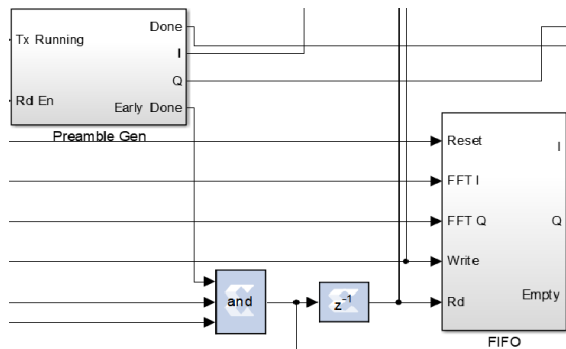 Tx Running
Rd En
Done
I
Q
Early Done
Preamble Gen
Reset
FFT I
FFT Q
Write
Rd
I
Q
Empty
FIFO
and
z⁻¹